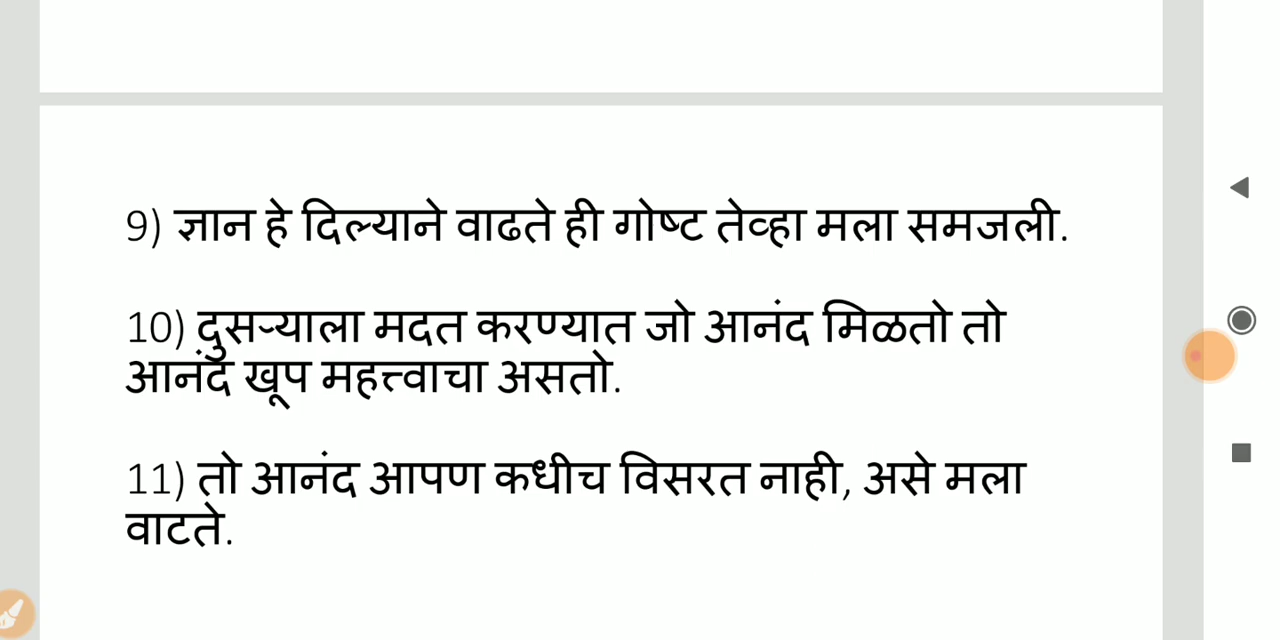 9) ज्ञान हे दिल्याने वाढते ही गोष्ट तेव्हा मला समजली.
10) दुसऱ्याला मदत करण्यात जो आनंद मिळतो तो
आनंद खूप महत्त्वाचा असतो.
11) तो आनंद आपण कधीच विसरत नाही, असे मला
वाटते.